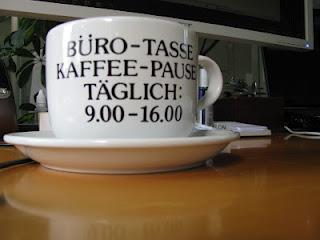 BÜRO-TASSE
KAFFEE-PAUSE
TÄGLICH:
9.00-16.00